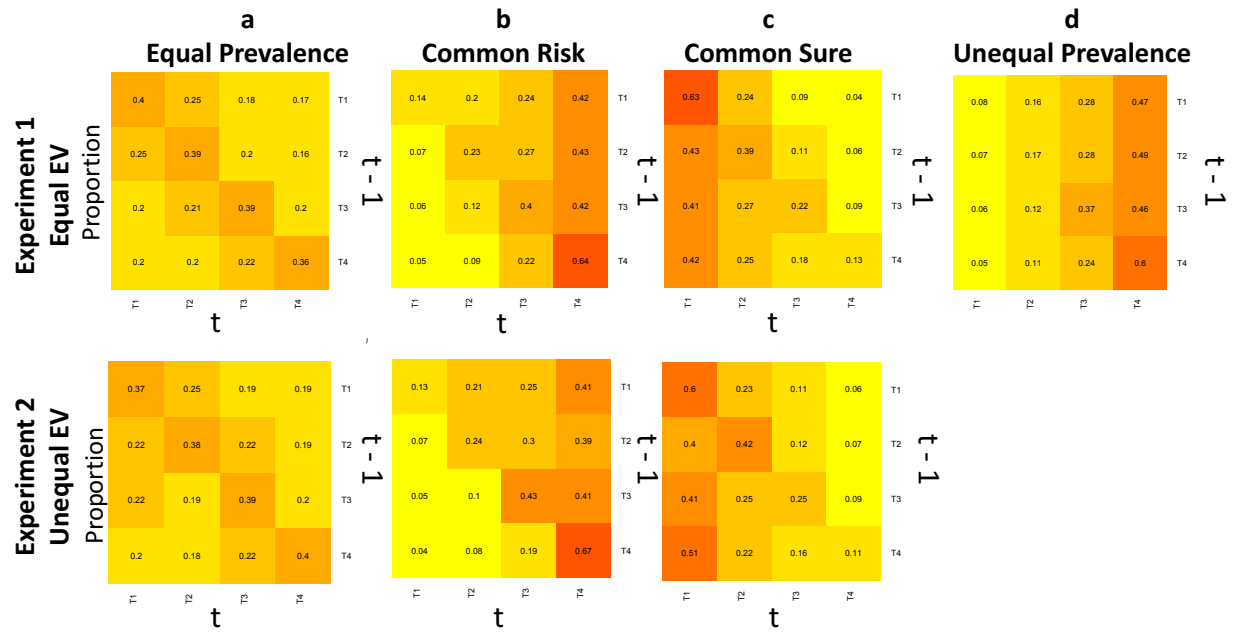 a b c d
Equal Prevalence Common Risk Common Sure Unequal Prevalence
Experiment 1
Equal EV
Proportion
0.4 0.25 0.18 0.17 T1
0.25 0.39 0.2 0.16 T2
0.2 0.21 0.39 0.2 T3
0.2 0.2 0.22 0.36 T4
T1 T2 T3 T4
t
t - 1
0.14 0.2 0.24 0.42 T1
0.07 0.23 0.27 0.43 T2
0.06 0.12 0.4 0.42 T3
0.05 0.09 0.22 0.64 T4
T1 T2 T3 T4
t
t - 1
0.63 0.24 0.09 0.04 T1
0.43 0.39 0.11 0.06 T2
0.41 0.27 0.22 0.09 T3
0.42 0.25 0.18 0.13 T4
T1 T2 T3 T4
t
t - 1
0.08 0.16 0.28 0.47 T1
0.07 0.17 0.28 0.49 T2
0.06 0.12 0.37 0.46 T3
0.05 0.11 0.24 0.6 T4
T1 T2 T3 T4
t
t - 1
,
Experiment 2
Unequal EV
Proportion
0.37 0.25 0.19 0.19 T1
0.22 0.38 0.22 0.19 T2
0.22 0.19 0.39 0.2 T3
0.2 0.18 0.22 0.4 T4
T1 T2 T3 T4
t
t - 1
0.13 0.21 0.25 0.41 T1
0.07 0.24 0.3 0.39 T2
0.05 0.1 0.43 0.41 T3
0.04 0.08 0.19 0.67 T4
T1 T2 T3 T4
t
t - 1
0.6 0.23 0.11 0.06 T1
0.4 0.42 0.12 0.07 T2
0.41 0.25 0.25 0.09 T3
0.51 0.22 0.16 0.11 T4
T1 T2 T3 T4
t
t - 1